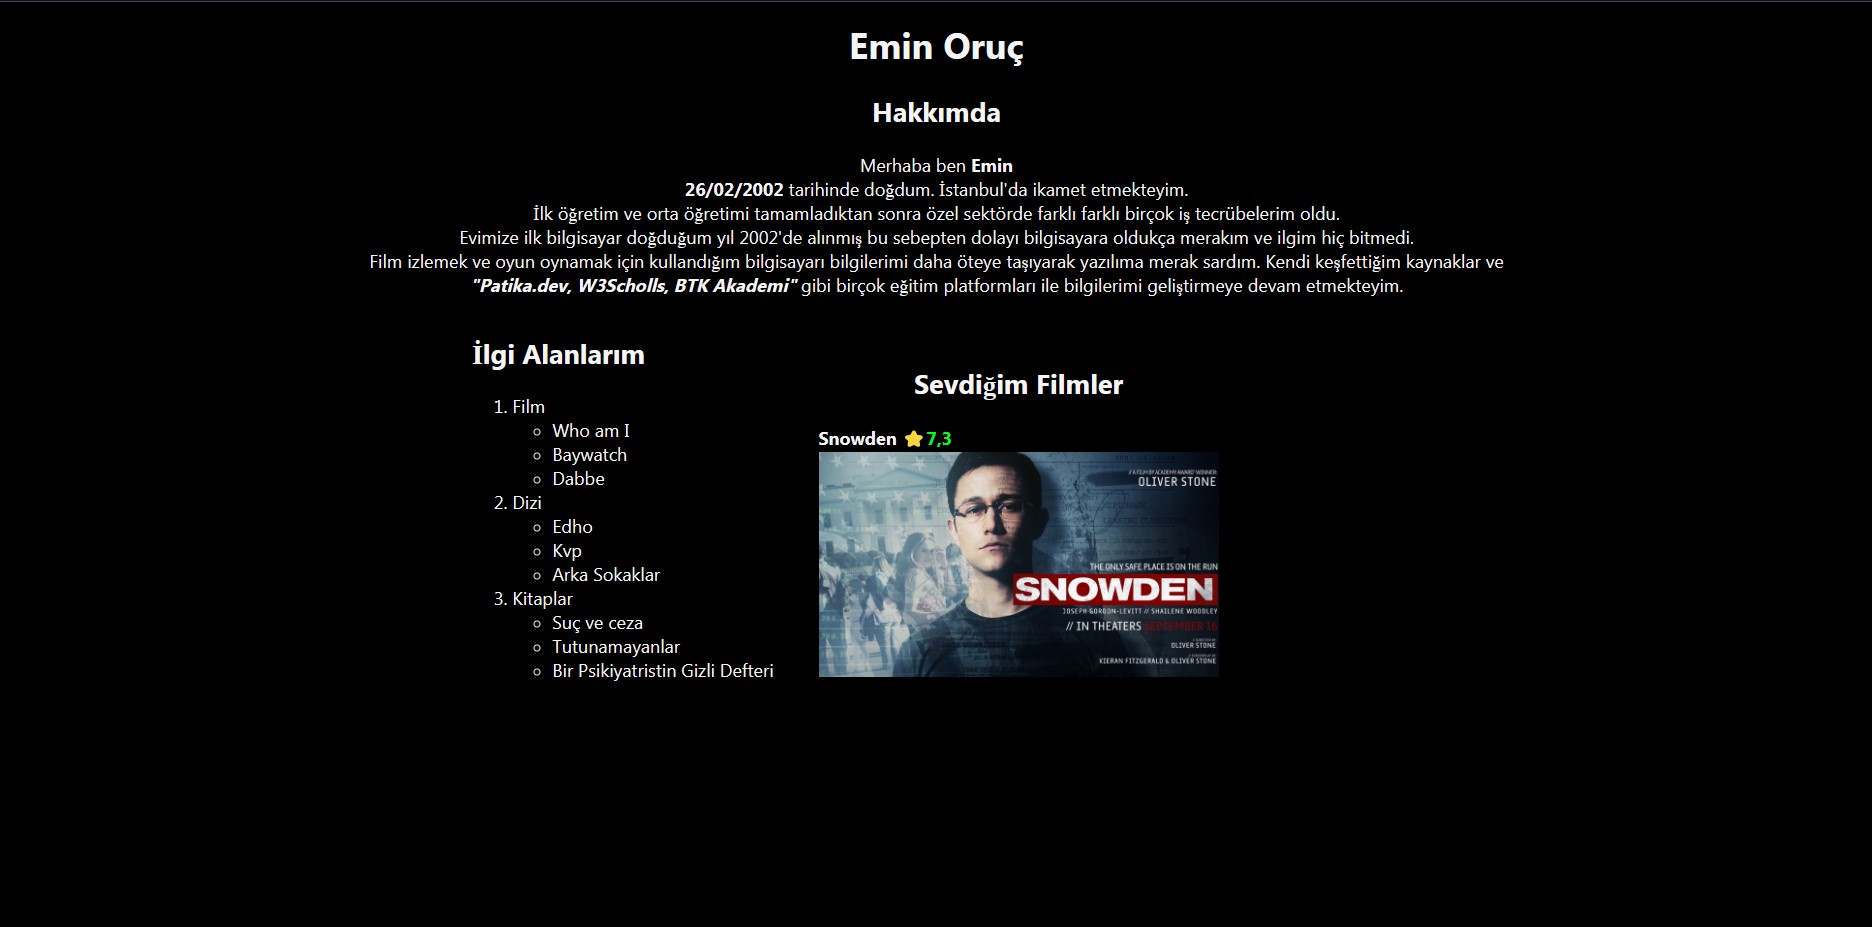 Emin Oruç
Hakkımda
Merhaba ben Emin
26/02/2002 tarihinde doğdum. İstanbul'da ikamet etmekteyim.
İlk öğretim ve orta öğretimi tamamladıktan sonra özel sektörde farklı farklı birçok iş tecrübelerim oldu.
Evimize ilk bilgisayar doğduğum yıl 2002'de alınmış bu sebepten dolayı bilgisayara oldukça merakım ve ilgim hiç bitmedi.
Film izlemek ve oyun oynamak için kullandığım bilgisayarı bilgilerimi daha öteye taşıyarak yazılıma merak sardım. Kendi keşfettiğim kaynaklar ve
"Patika.dev, W3Scholls, BTK Akademi" gibi birçok eğitim platformları ile bilgilerimi geliştirmeye devam etmekteyim.
İlgi Alanlarım
1. Film
Who am I
Baywatch
Dabbe
2. Dizi
Edho
Kvp
Arka Sokaklar
3. Kitaplar
Suç ve ceza
Tutunamayanlar
Bir Psikiyatristin Gizli Defteri
Sevdiğim Filmler
Snowden 7,3
// A FILM BY ACADEMY AWARD WINNER
OLIVER STONE
THE ONLY SAFE PLACE IS ON THE RUN
SNOWDEN
JOSEPH GORDON-LEVITT // SHAILENE WOODLEY
// IN THEATERS SEPTEMBER 16
OLIVER STONE
KIERAN FITZGERALD & OLIVER STONE